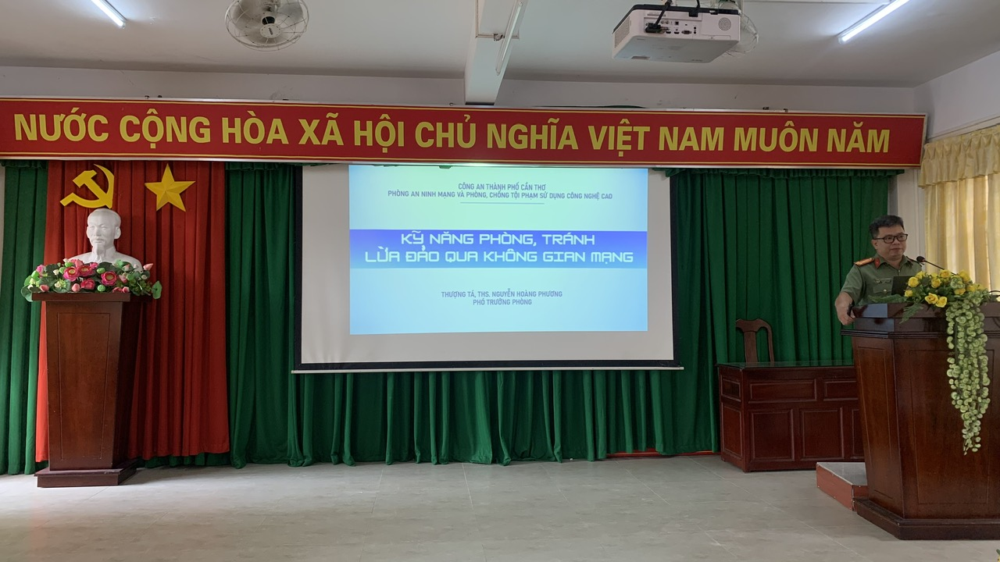 NƯỚC CỘNG HÒA XÃ HỘI CHỦ NGHĨA VIỆT NAM MUÔN NĂM
CÔNG AN THÀNH PHỐ CẦN THƠ
PHÒNG AN NINH MẠNG VÀ PHÒNG, CHỐNG TỘI PHẠM SỬ DỤNG CÔNG NGHỆ CAO
KỸ NĂNG PHÒNG, TRÁNH
LỪA ĐẢO QUA KHÔNG GIAN MẠNG
THƯỢNG TÁ, THS. NGUYỄN HOÀNG PHƯƠNG
PHÓ TRƯỞNG PHÒNG